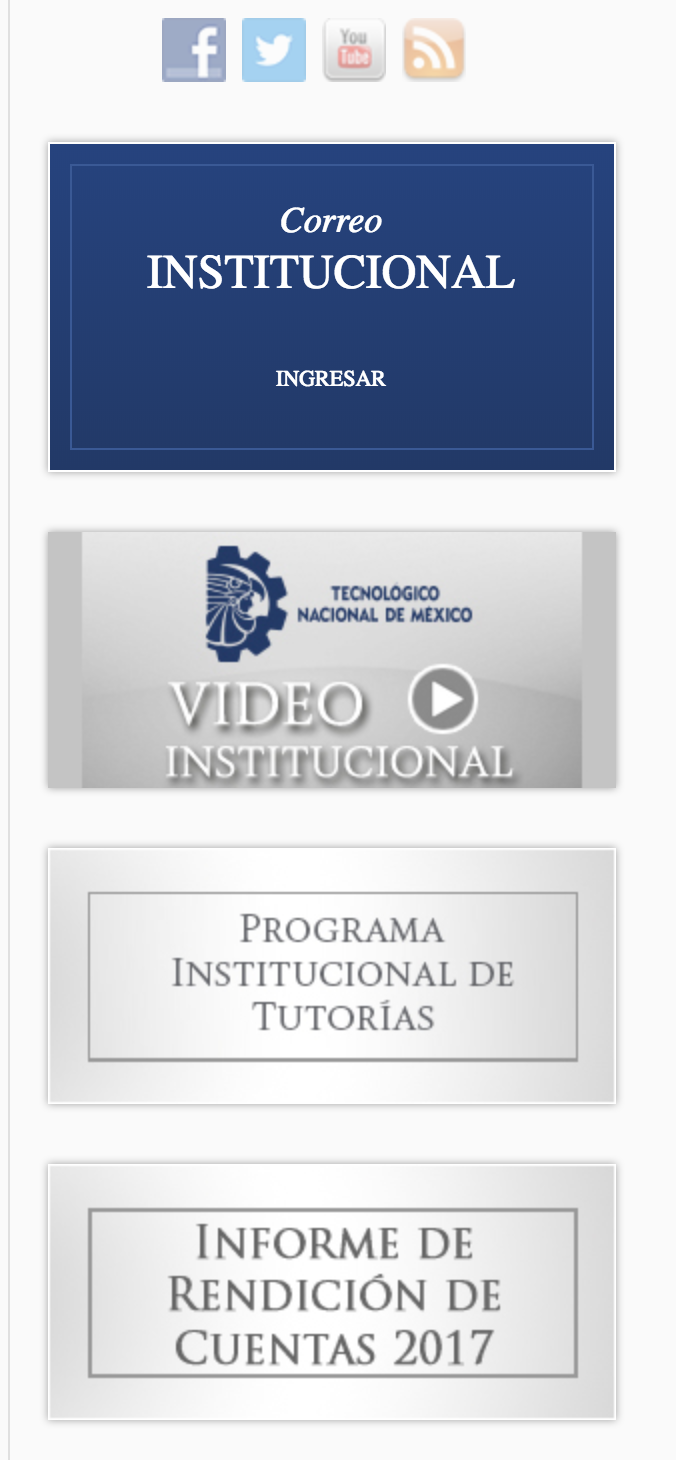 You
Tube
Correo
INSTITUCIONAL
INGRESAR
TECNOLÓGICO
NACIONAL DE MÉXICO
VIDEO
INSTITUCIONAL
PROGRAMA
INSTITUCIONAL DE
TUTORÍAS
INFORME DE
RENDICIÓN DE
CUENTAS 2017